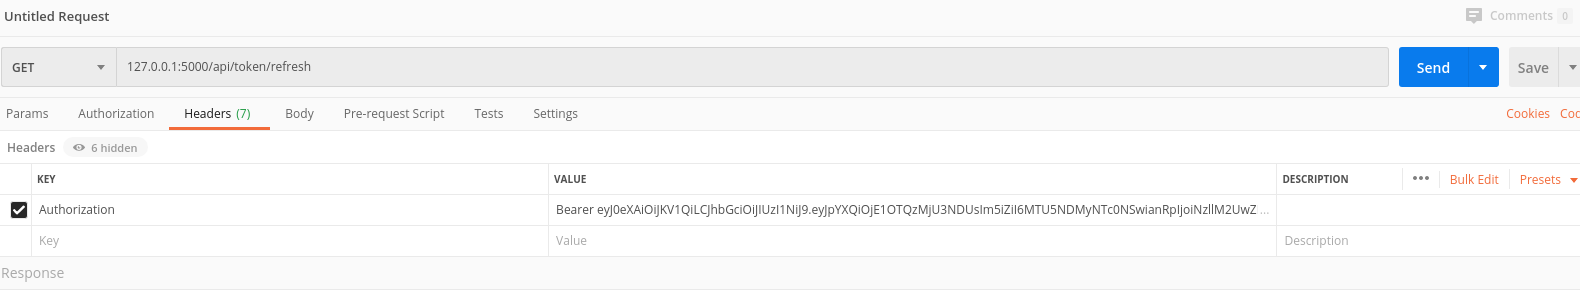 Untitled Request
Comments 0
GET 127.0.0.1:5000/api/token/refresh Send Save
Params Authorization Headers (7) Body Pre-request Script Tests Settings Cookies
Headers 6 hidden
KEY VALUE DESCRIPTION ••• Bulk Edit Presets
Authorization Bearer eyJ0eXAiOiJKV1QiLCJhbGciOiJIUzI1NiJ9.eyJpYXQiOjE1OTQzMjU3NDUsIm5iZiI6MTU5NDMyNTc0NSwianRpIjoiNzllM2UwZ ...
Key Value Description
Response